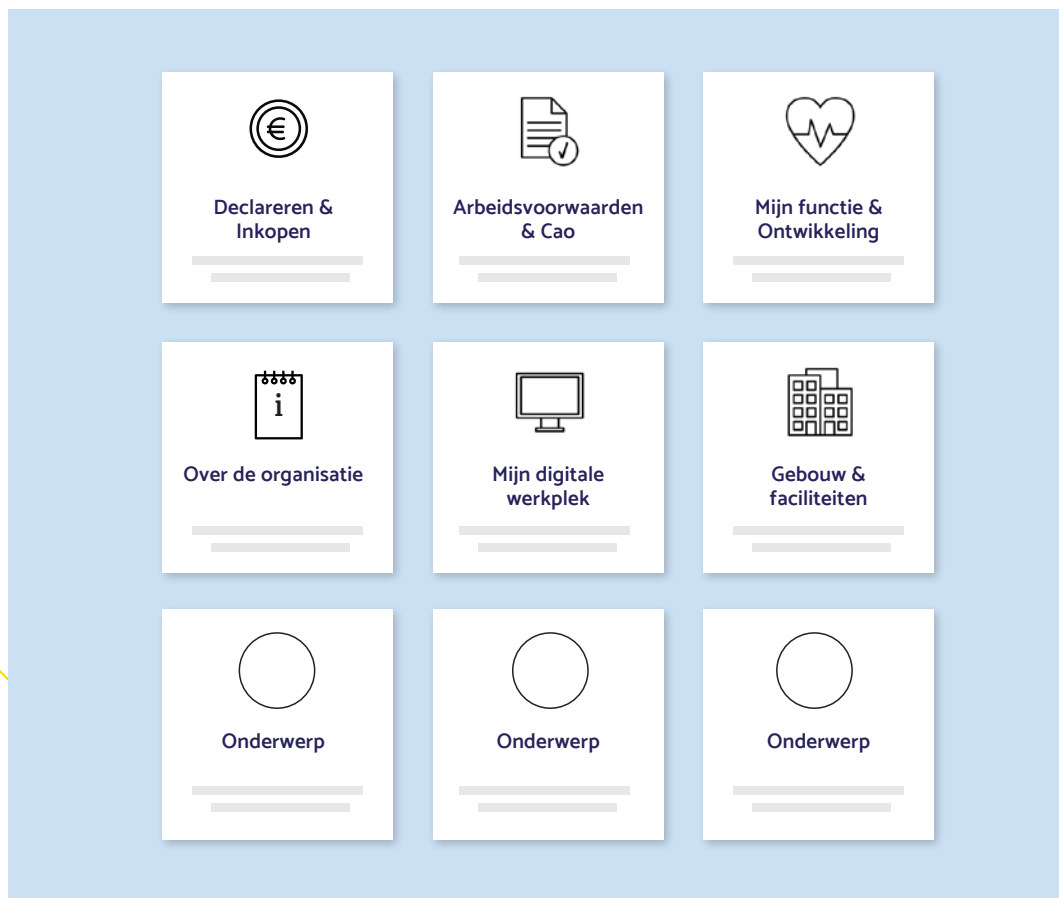 €
Declareren &
Inkopen
Arbeidsvoorwaarden
& Cao
Mijn functie &
Ontwikkeling
i
Over de organisatie
Mijn digitale
werkplek
Gebouw &
faciliteiten
Onderwerp
Onderwerp
Onderwerp